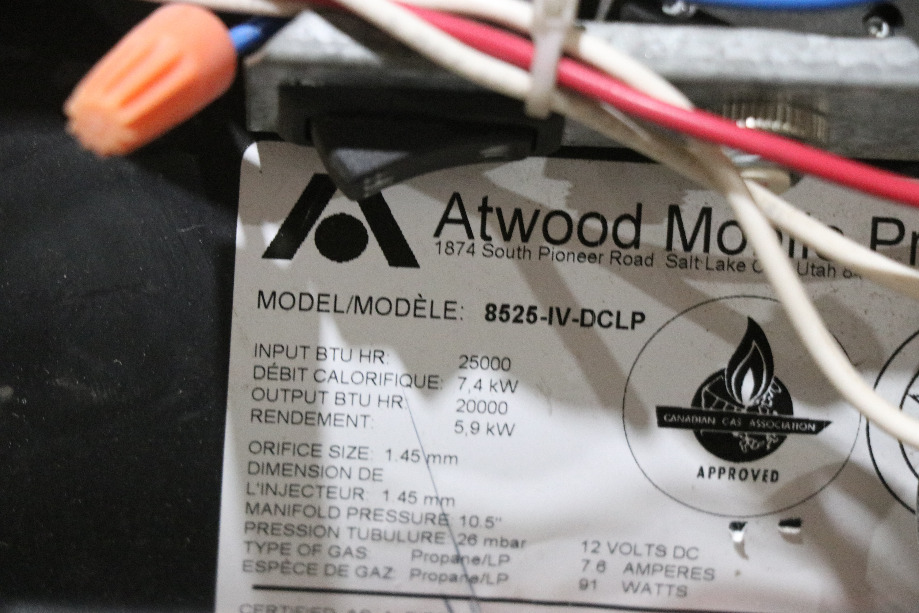 Atwood Mobile
1874 South Pioneer Road Salt Lake Utah
MODEL/MODÈLE: 8525-IV-DCLP
INPUT BTU HR: 25000
DÉBIT CALORIFIQUE: 7,4 kW
OUTPUT BTU HR: 20000
RENDEMENT: 5,9 kW
ORIFICE SIZE: 1.45 mm
DIMENSION DE
L'INJECTEUR: 1.45 mm
MANIFOLD PRESSURE 10.5"
PRESSION TUBULURE: 26 mbar
TYPE OF GAS: Propane/LP
ESPÈCE DE GAZ: Propane/LP
CANADIAN GAS ASSOCIATION
APPROVED
12 VOLTS DC
7.6 AMPERES
91 WATTS